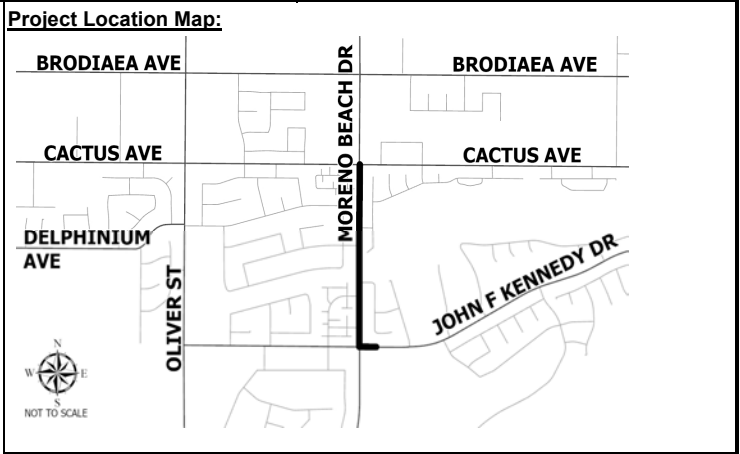 Project Location Map:
BRODIAEA AVE
MORENO BEACH DR
BRODIAEA AVE
CACTUS AVE
CACTUS AVE
DELPHINIUM
AVE
OLIVER ST
JOHN F KENNEDY DR
N
W
E
S
NOT TO SCALE